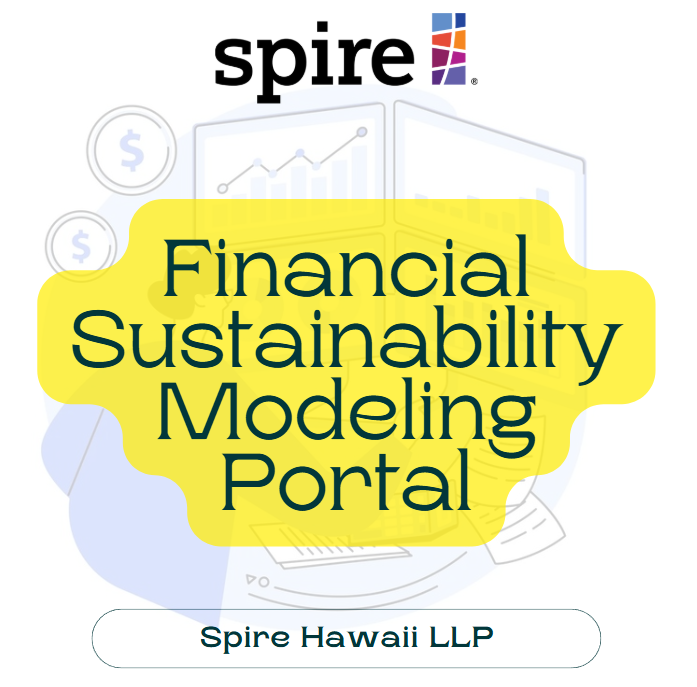 spire ®
$
$
Financial
Sustainability
Modeling
Portal
Spire Hawaii LLP